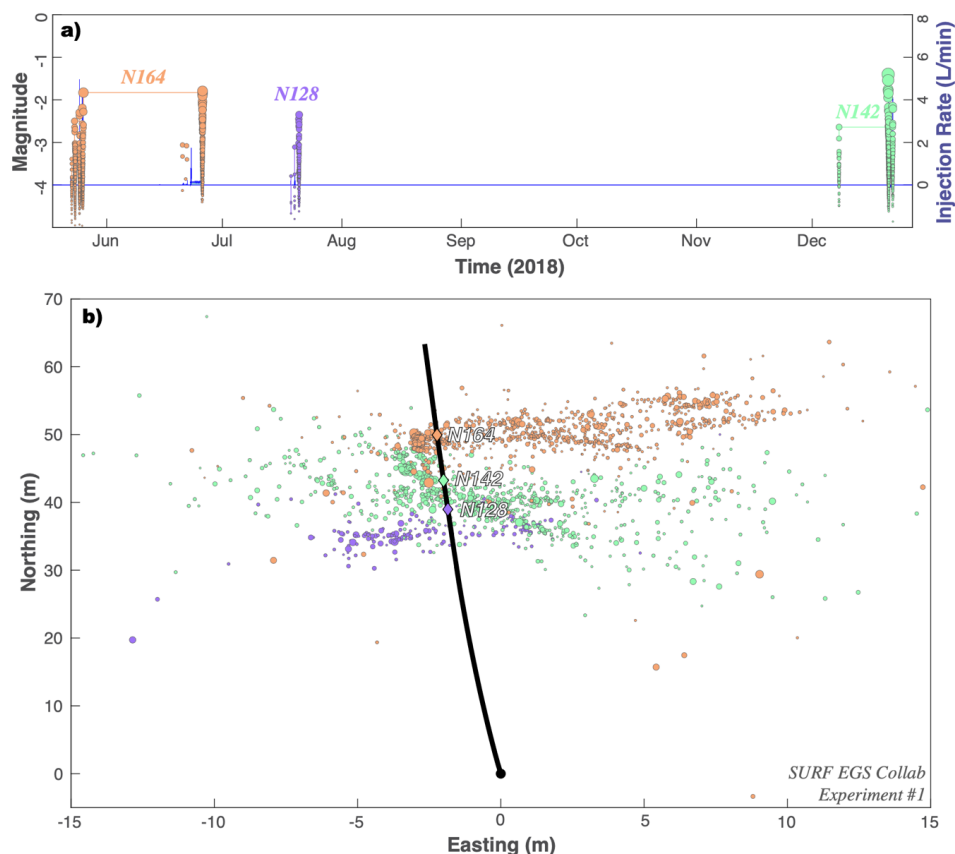 a)
0
-1
-2
-3
-4
Magnitude
N164
N128
N142
8
6
4
2
0
Injection Rate (L/min)
Jun
Jul
Aug
Sep
Oct
Nov
Dec
Time (2018)
b)
70
60
50
40
30
20
10
0
Northing (m)
N164
N142
N128
SURF EGS Collab
Experiment #1
-15
-10
-5
0
5
10
15
Easting (m)